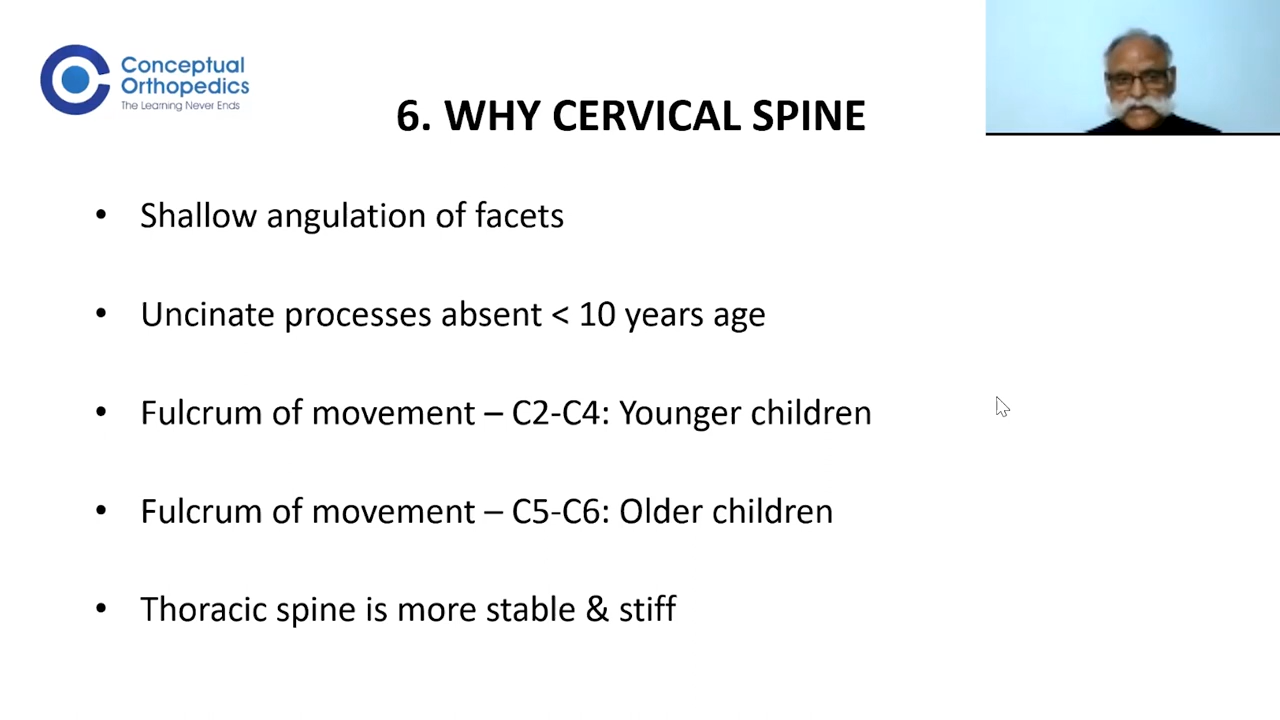 Conceptual
Orthopedics
The Learning Never Ends
6. WHY CERVICAL SPINE
• Shallow angulation of facets
• Uncinate processes absent < 10 years age
• Fulcrum of movement – C2-C4: Younger children
• Fulcrum of movement – C5-C6: Older children
• Thoracic spine is more stable & stiff